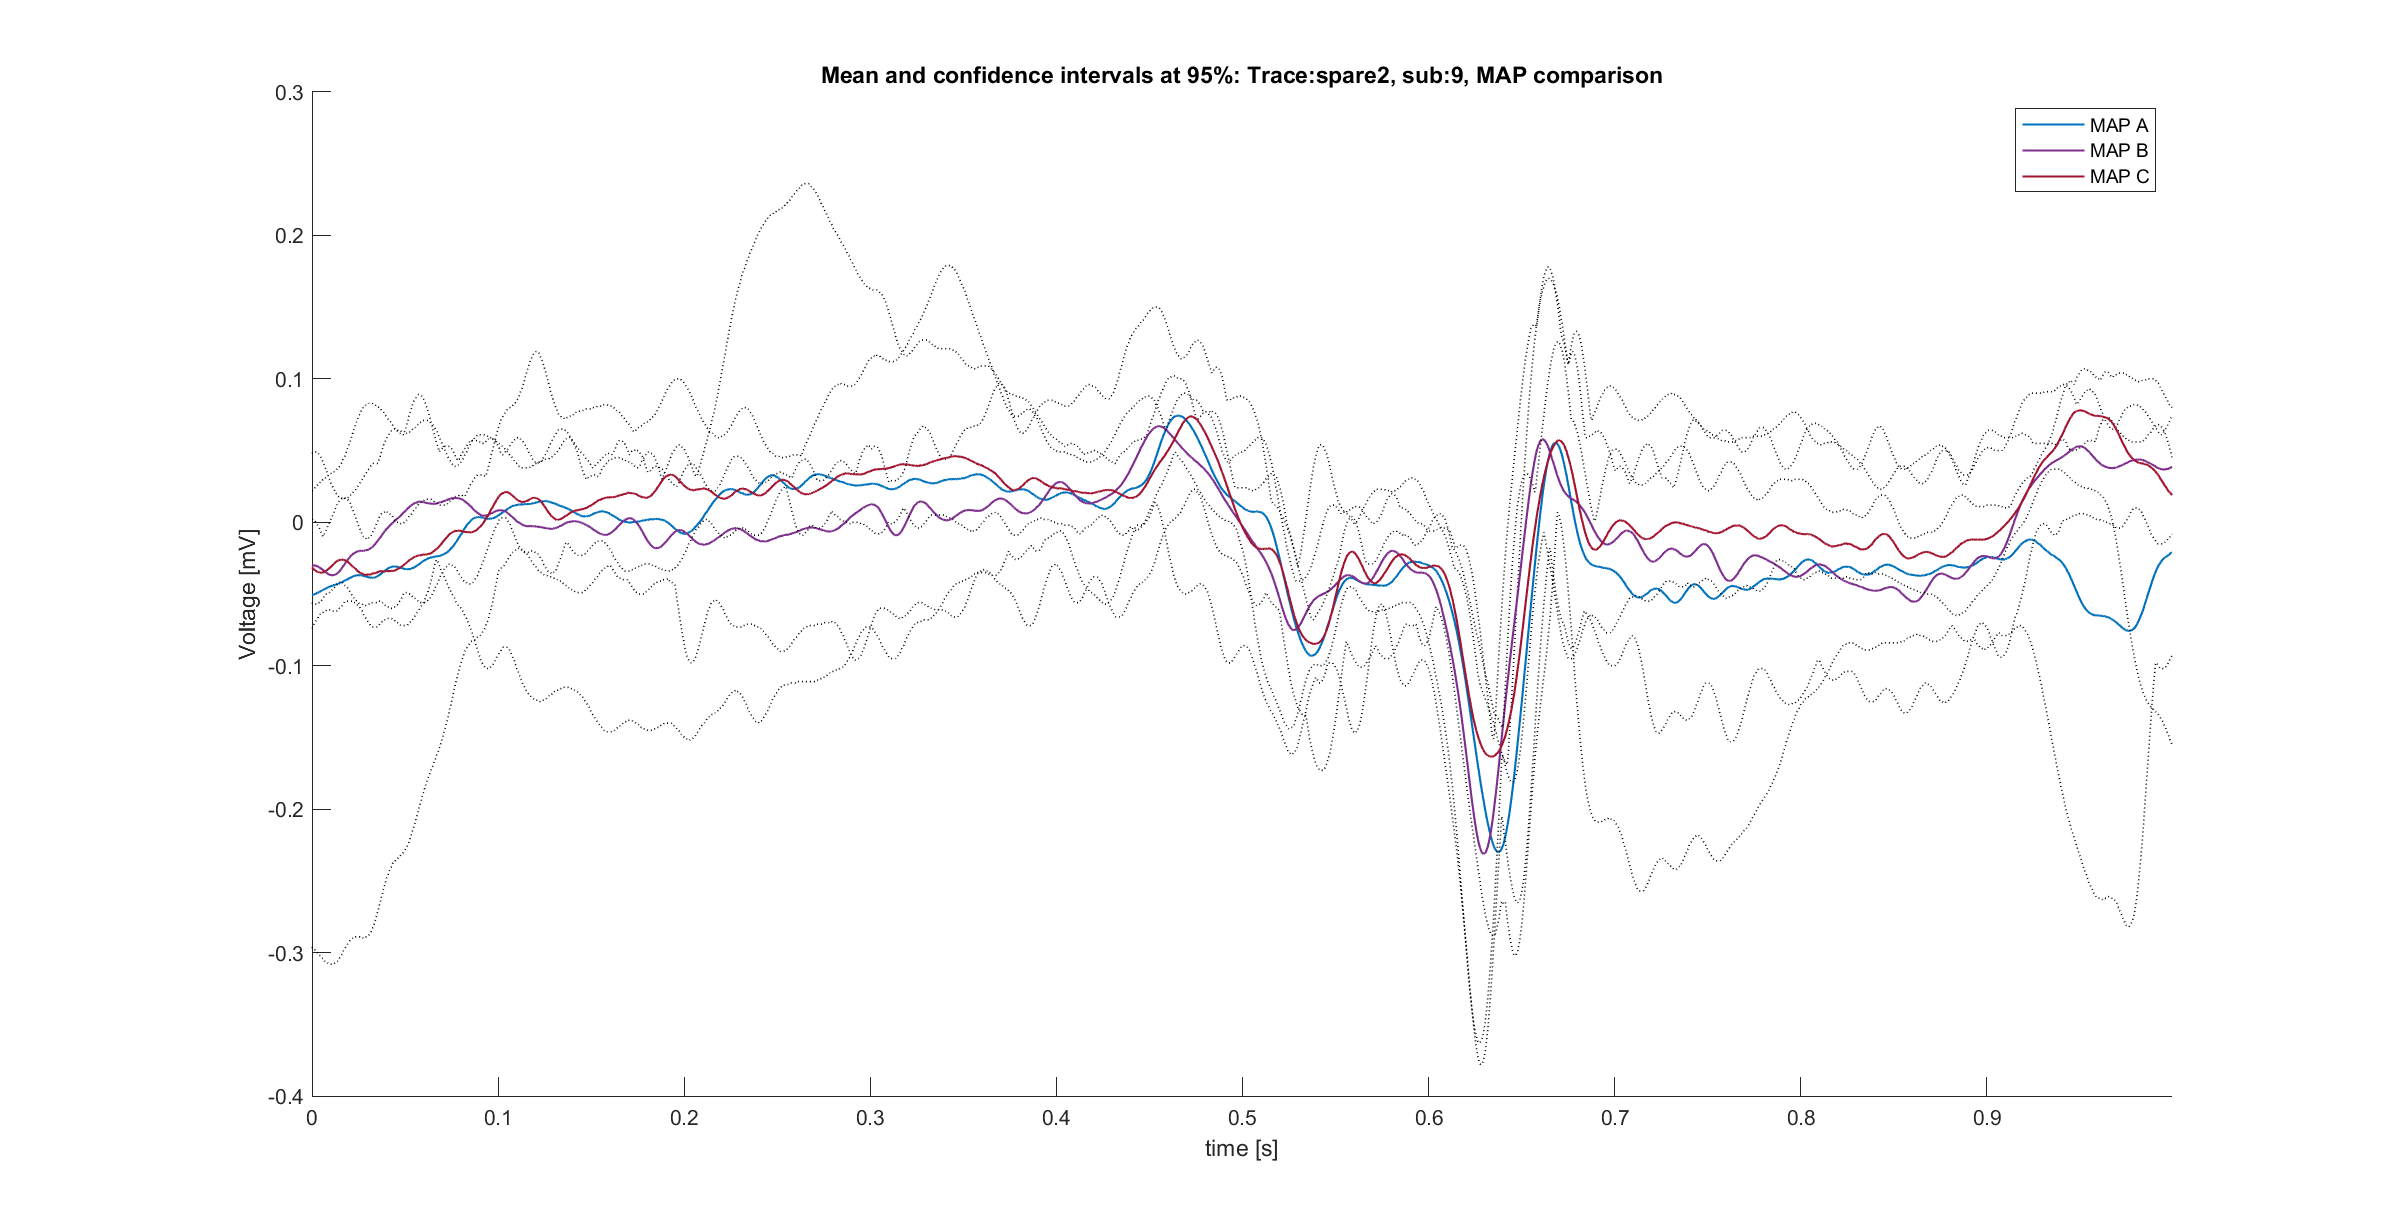 Mean and confidence intervals at 95%: Trace:spare2, sub:9, MAP comparison
0.3
0.2
0.1
0
-0.1
-0.2
-0.3
-0.4
Voltage [mV]
MAP A
MAP B
MAP C
0 0.1 0.2 0.3 0.4 0.5 0.6 0.7 0.8 0.9
time [s]